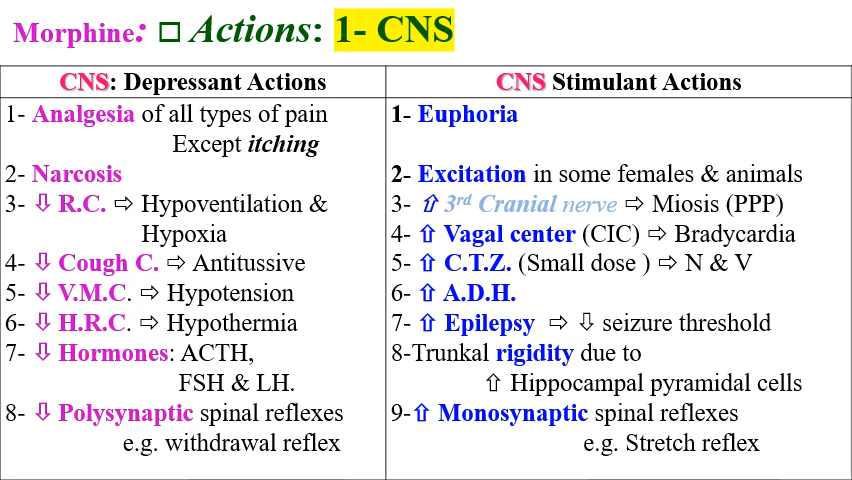 Morphine: □ Actions: 1- CNS
CNS: Depressant Actions
1- Analgesia of all types of pain
Except itching
2- Narcosis
3- ⇩ R.C. ⇨ Hypoventilation &
Hypoxia
4- ⇩ Cough C. ⇨ Antitussive
5- ⇩ V.M.C. ⇨ Hypotension
6- ⇩ H.R.C. ⇨ Hypothermia
7- ⇩ Hormones: ACTH,
FSH & LH.
8- ⇩ Polysynaptic spinal reflexes
e.g. withdrawal reflex
CNS Stimulant Actions
1- Euphoria
2- Excitation in some females & animals
3- ⇧ 3rd Cranial nerve ⇨ Miosis (PPP)
4- ⇧ Vagal center (CIC) ⇨ Bradycardia
5- ⇧ C.T.Z. (Small dose ) ⇨ N & V
6- ⇧ A.D.H.
7- ⇧ Epilepsy ⇨ ⇩ seizure threshold
8-Trunkal rigidity due to
⇧ Hippocampal pyramidal cells
9-⇧ Monosynaptic spinal reflexes
e.g. Stretch reflex